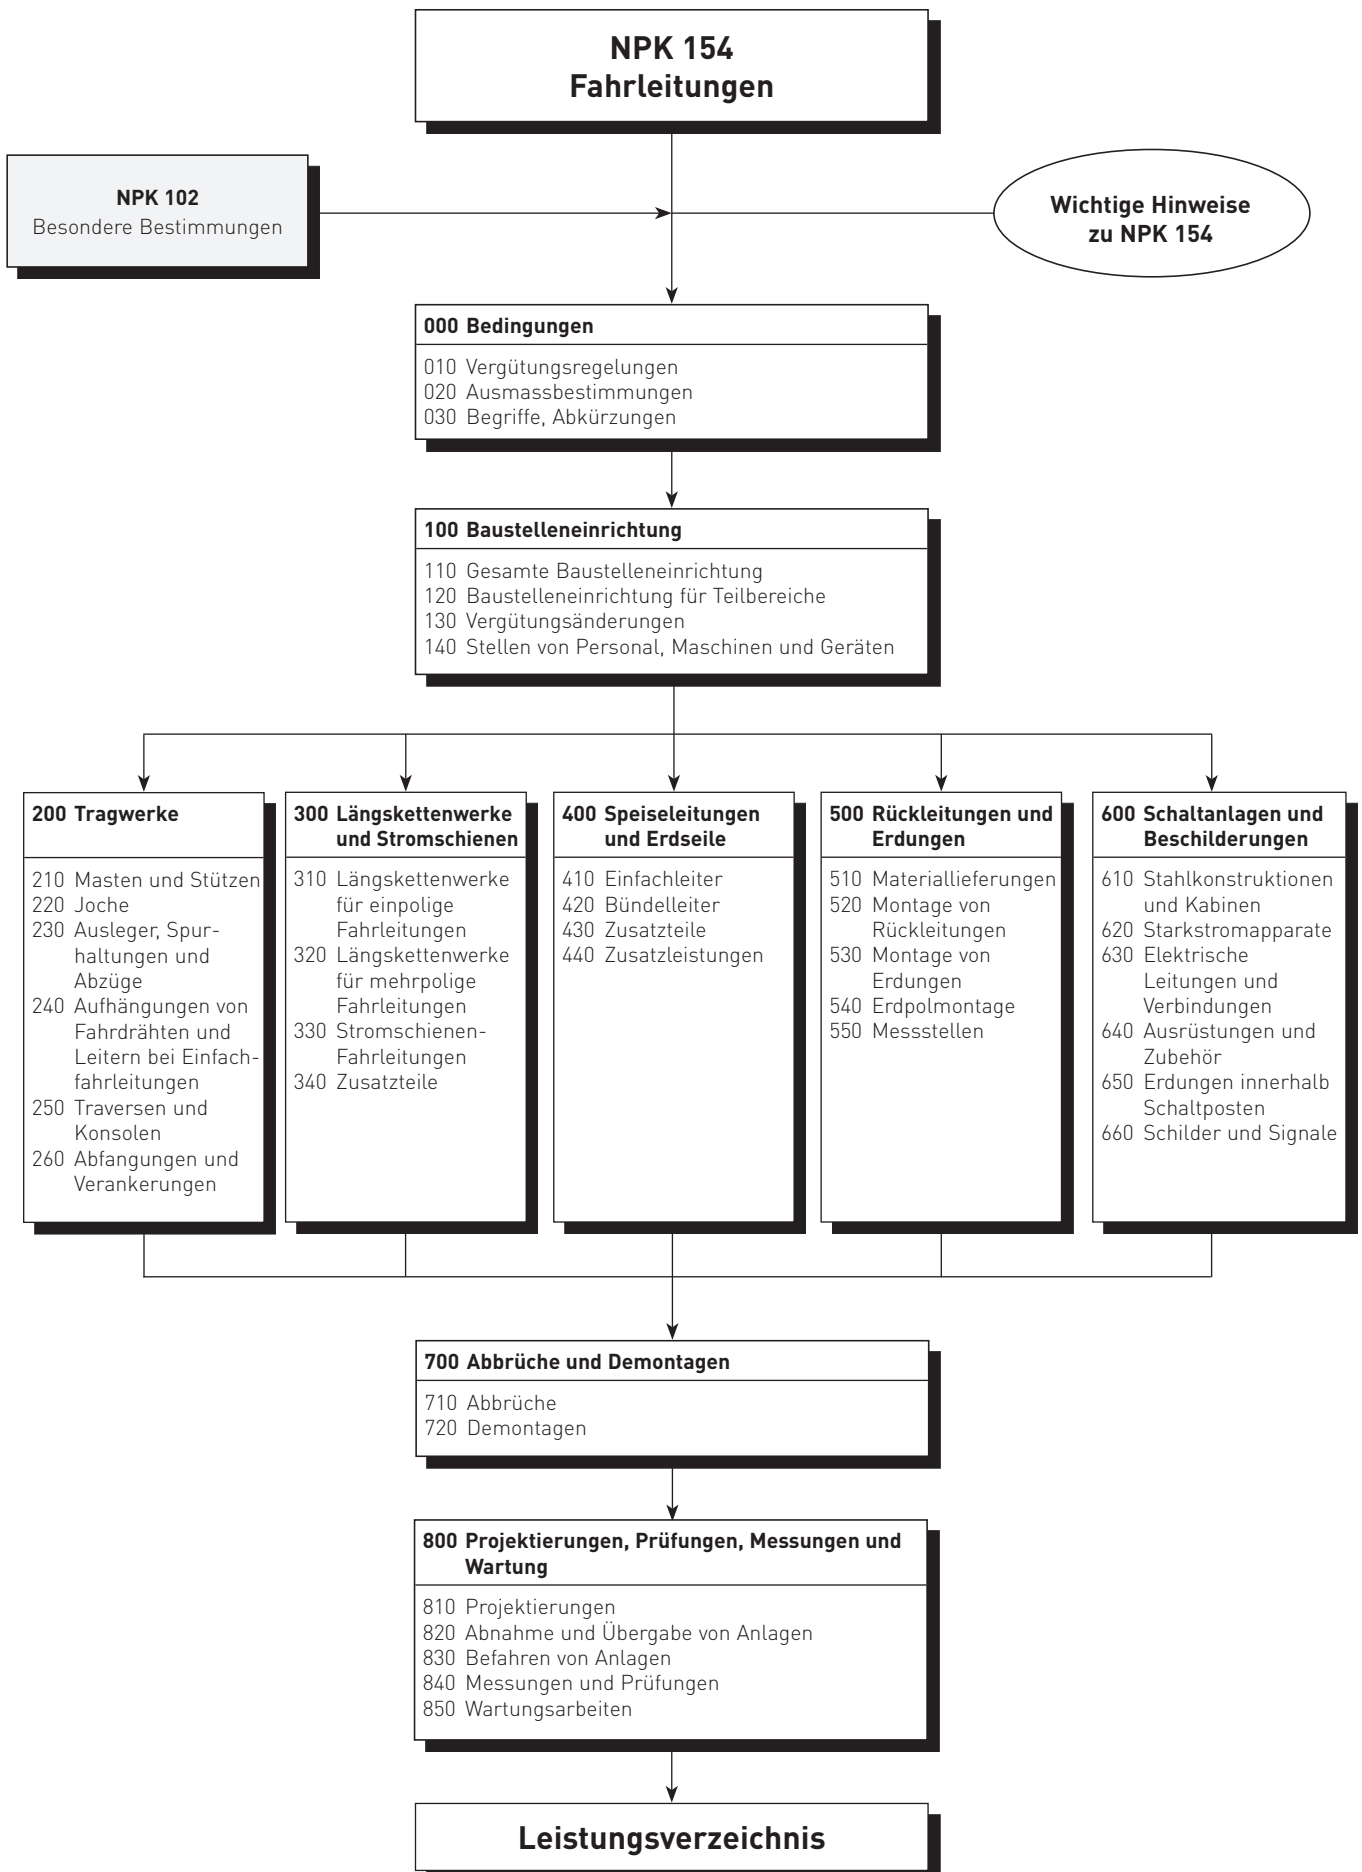 NPK 154
Fahrleitungen
NPK 102
Besondere Bestimmungen
Wichtige Hinweise
zu NPK 154
000 Bedingungen
010 Vergütungsregelungen
020 Ausmassbestimmungen
030 Begriffe, Abkürzungen
100 Baustelleneinrichtung
110 Gesamte Baustelleneinrichtung
120 Baustelleneinrichtung für Teilbereiche
130 Vergütungsänderungen
140 Stellen von Personal, Maschinen und Geräten
200 Tragwerke
210 Masten und Stützen
220 Joche
230 Ausleger, Spur-
haltungen und
Abzüge
240 Aufhängungen von
Fahrdrähten und
Leitern bei Einfach-
fahrleitungen
250 Traversen und
Konsolen
260 Abfangungen und
Verankerungen
300 Längskettenwerke
und Stromschienen
310 Längskettenwerke
für einpolige
Fahrleitungen
320 Längskettenwerke
für mehrpolige
Fahrleitungen
330 Stromschienen-
Fahrleitungen
340 Zusatzteile
400 Speiseleitungen
und Erdseile
410 Einfachleiter
420 Bündelleiter
430 Zusatzteile
440 Zusatzleistungen
500 Rückleitungen und
Erdungen
510 Materiallieferungen
520 Montage von
Rückleitungen
530 Montage von
Erdungen
540 Erdpolmontage
550 Messstellen
600 Schaltanlagen und
Beschilderungen
610 Stahlkonstruktionen
und Kabinen
620 Starkstromapparate
630 Elektrische
Leitungen und
Verbindungen
640 Ausrüstungen und
Zubehör
650 Erdungen innerhalb
Schaltposten
660 Schilder und Signale
700 Abbrüche und Demontagen
710 Abbrüche
720 Demontagen
800 Projektierungen, Prüfungen, Messungen und
Wartung
810 Projektierungen
820 Abnahme und Übergabe von Anlagen
830 Befahren von Anlagen
840 Messungen und Prüfungen
850 Wartungsarbeiten
Leistungsverzeichnis